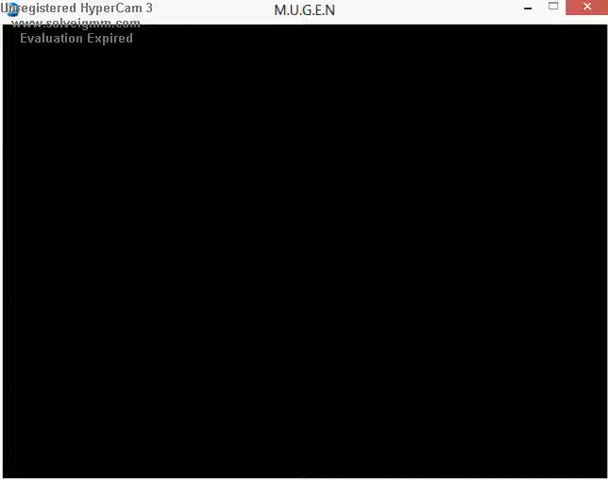 Unregistered HyperCam 3
M.U.G.E.N
www.solveigmm.com
Evaluation Expired